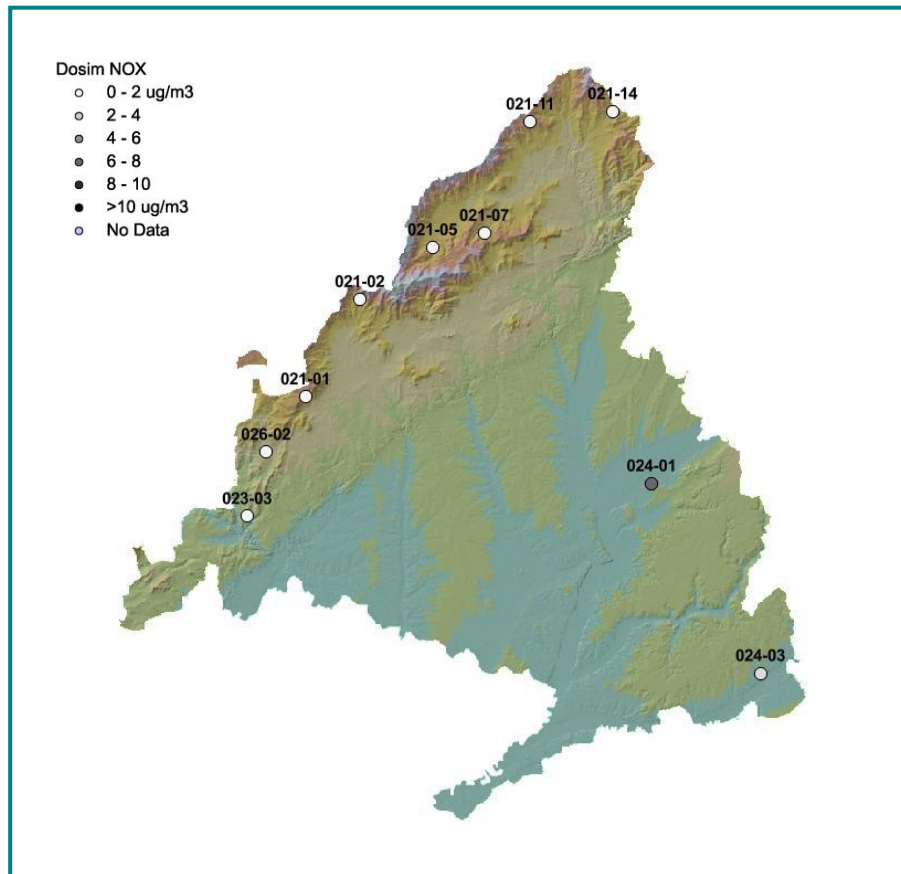 Dosim NOX
0 - 2 ug/m3
2 - 4
4 - 6
6 - 8
8 - 10
>10 ug/m3
No Data
021-14
021-11
021-07
021-05
021-02
021-01
026-02
024-01
023-03
024-03